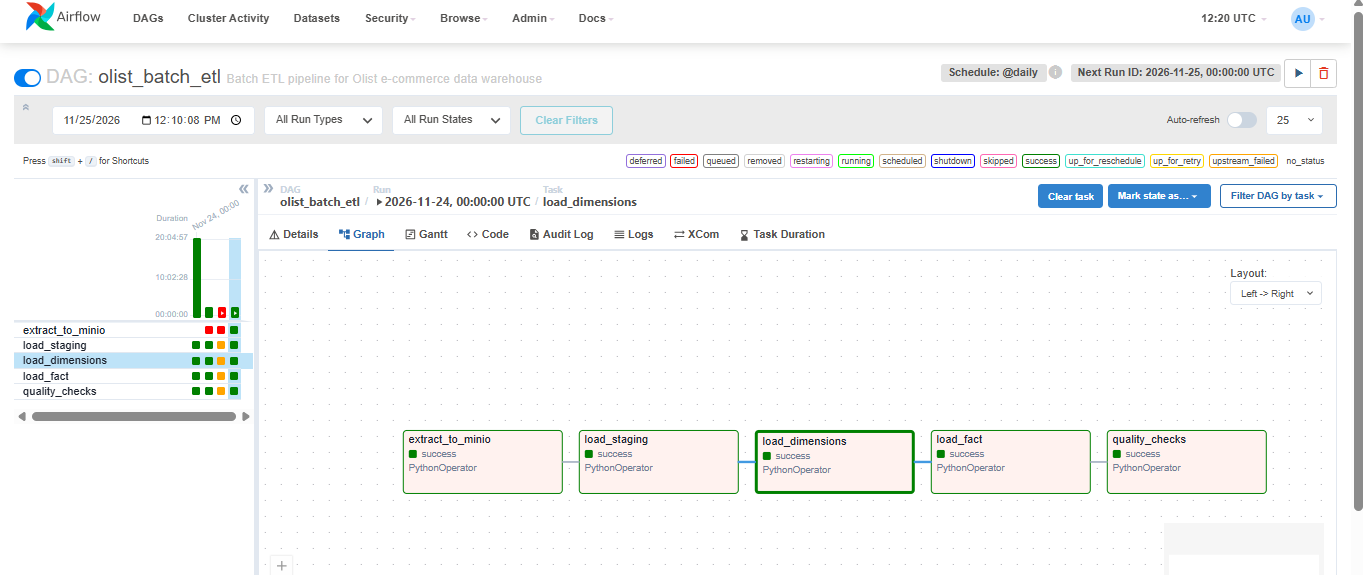 Airflow DAGs Cluster Activity Datasets Security Browse Admin Docs 12:20 UTC AU
DAG: olist_batch_etl Batch ETL pipeline for Olist e-commerce data warehouse Schedule: @daily i Next Run ID: 2026-11-25, 00:00:00 UTC
11/25/2026 12:10:08 PM All Run Types All Run States Clear Filters Auto-refresh 25
Press shift + / for Shortcuts deferred failed queued removed restarting running scheduled shutdown skipped success up_for_reschedule up_for_retry upstream_failed no_status
DAG Run Task
olist_batch_etl / 2026-11-24, 00:00:00 UTC / load_dimensions Clear task Mark state as... Filter DAG by task
Details Graph Gantt Code Audit Log Logs XCom Task Duration
Nov 24, 00:00
Duration
20:04:57
10:02:28
00:00:00
extract_to_minio
load_staging
load_dimensions
load_fact
quality_checks
Layout:
Left -> Right
extract_to_minio
success
PythonOperator
load_staging
success
PythonOperator
load_dimensions
success
PythonOperator
load_fact
success
PythonOperator
quality_checks
success
PythonOperator
+